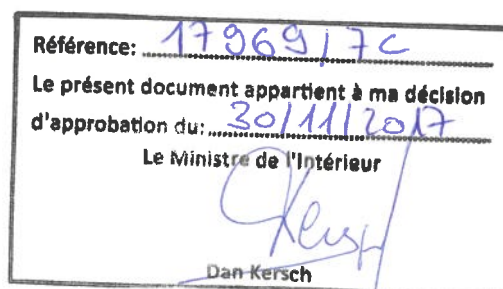 Référence: 17969/7C
Le présent document appartient à ma décision
d'approbation du: 30/11/2017
Le Ministre de l'Intérieur
Dan Kersch